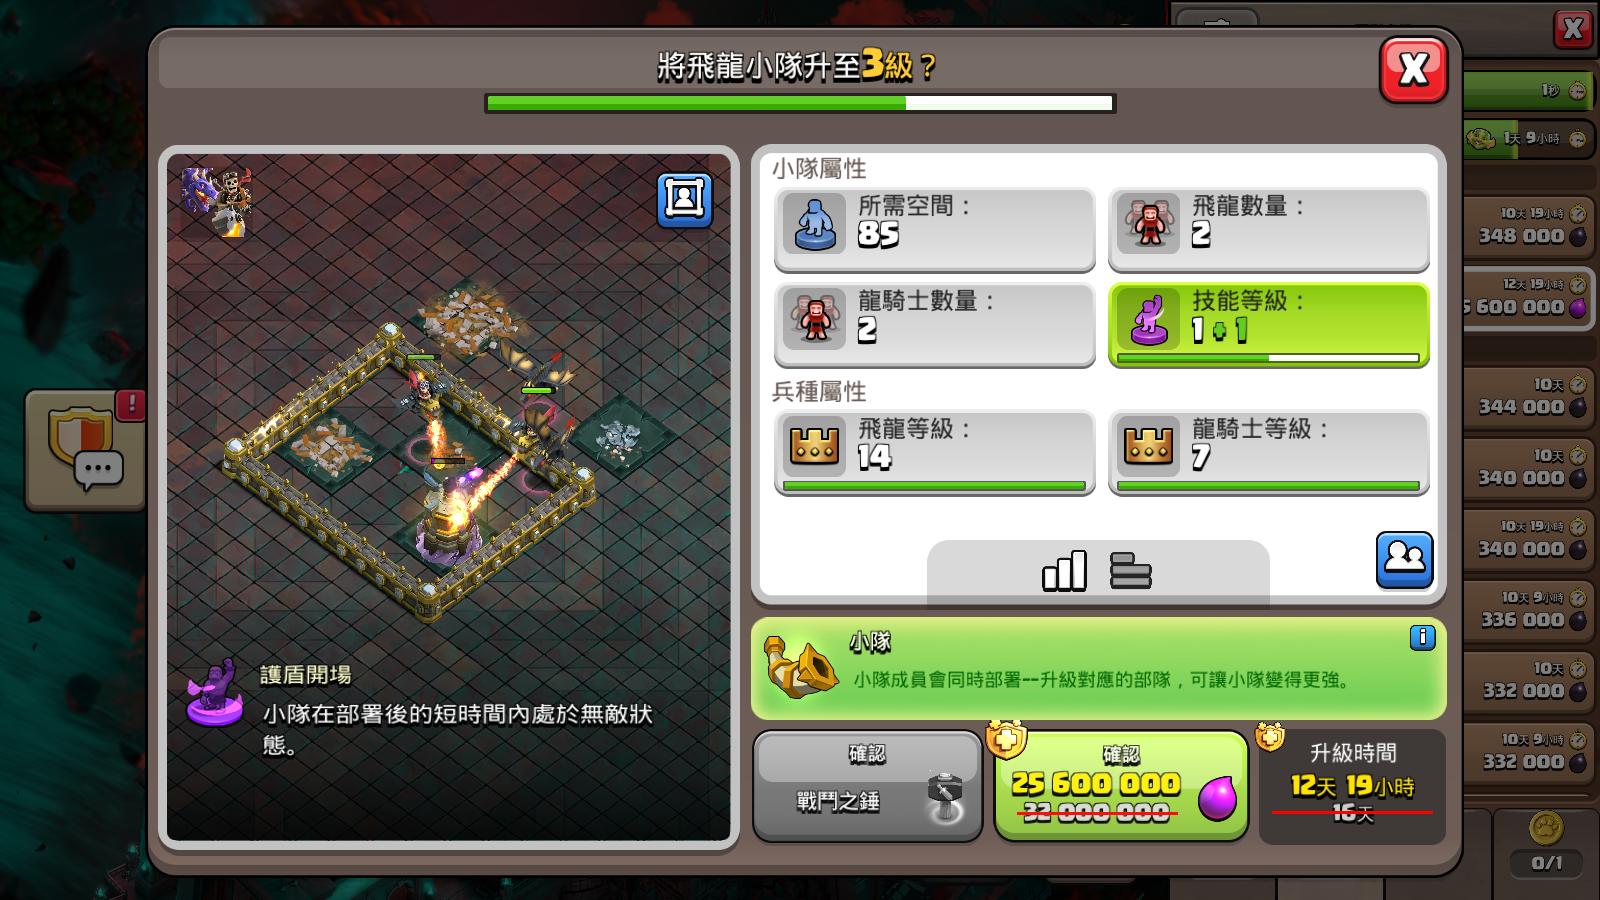 將飛龍小隊升至3級？
小隊屬性
所需空間：
85
飛龍數量：
2
龍騎士數量：
2
技能等級：
1+1
兵種屬性
飛龍等級：
14
龍騎士等級：
7
護盾開場
小隊在部署後的短時間內處於無敵狀
態。
小隊
小隊成員會同時部署--升級對應的部隊，可讓小隊變得更強。
i
確認
戰鬥之錘
確認
25 600 000
32 000 000
升級時間
12天 19小時
16天
X
!
X
1秒
1天 9小時
10天 19小時
348 000
12天 19小時
5 600 000
10天
344 000
10天
340 000
10天 19小時
340 000
10天 9小時
336 000
10天
332 000
10天 9小時
332 000
0/1